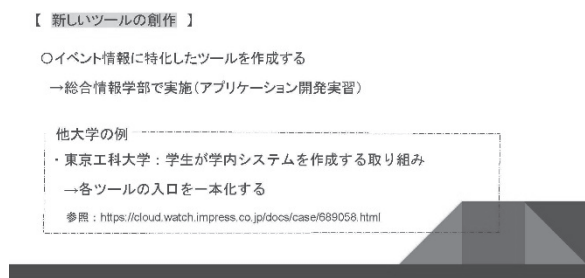 【 新しいツールの創作 】
〇イベント情報に特化したツールを作成する
→総合情報学部で実施(アプリケーション開発実習)
他大学の例
・東京工科大学：学生が学内システムを作成する取り組み
→各ツールの入口を一本化する
参照：https://cloud.watch.impress.co.jp/docs/case/689058.html